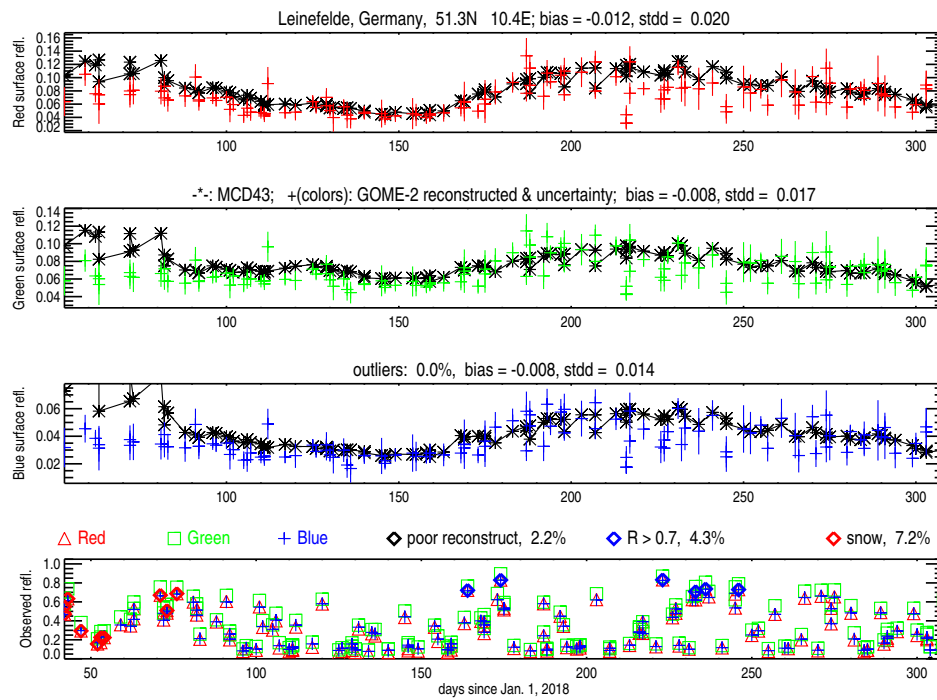 Leinefelde, Germany, 51.3N 10.4E; bias = -0.012, stdd = 0.020
Red surface refl.
0.16
0.14
0.12
0.10
0.08
0.06
0.04
0.02
100 150 200 250 300
-*-: MCD43; +(colors): GOME-2 reconstructed & uncertainty; bias = -0.008, stdd = 0.017
Green surface refl.
0.14
0.12
0.10
0.08
0.06
0.04
100 150 200 250 300
outliers: 0.0%, bias = -0.008, stdd = 0.014
Blue surface refl.
0.06
0.04
0.02
100 150 200 250 300
Red Green Blue poor reconstruct, 2.2% R > 0.7, 4.3% snow, 7.2%
Observed refl.
1.0
0.8
0.6
0.4
0.2
0.0
50 100 150 200 250 300
days since Jan. 1, 2018